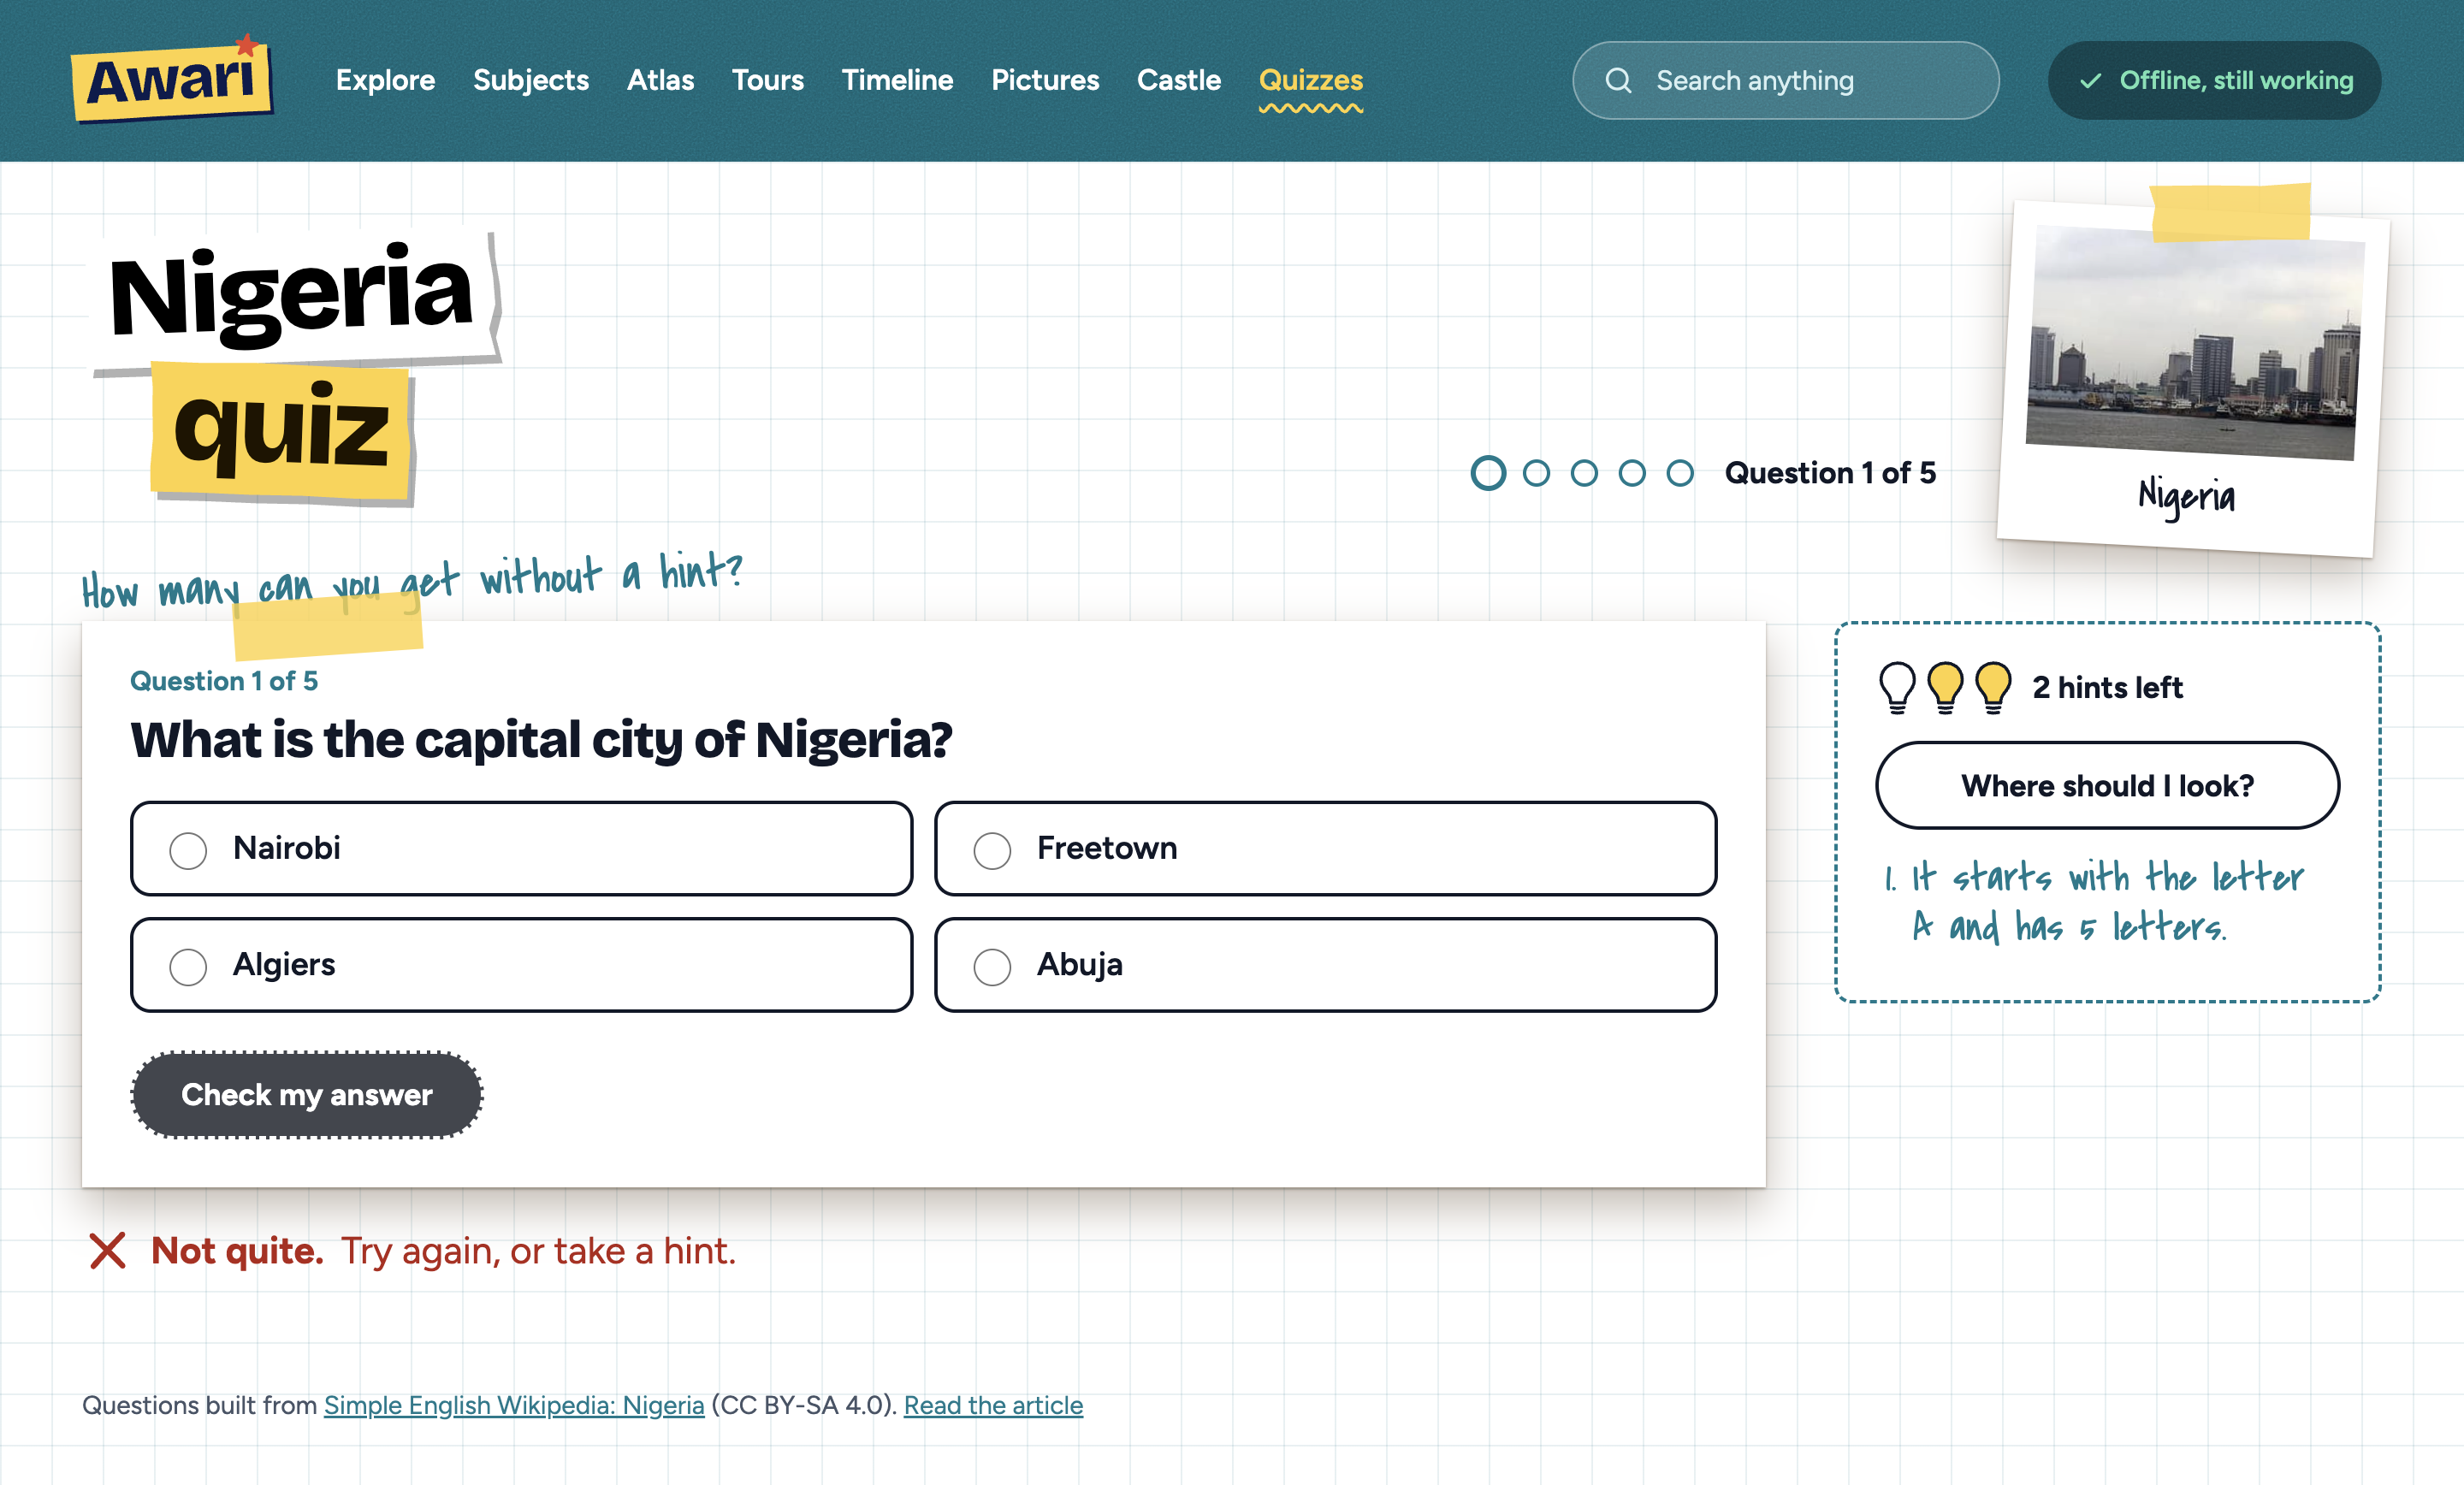 Awari
Explore Subjects Atlas Tours Timeline Pictures Castle Quizzes
Search anything
Offline, still working
Nigeria
quiz
Question 1 of 5
Nigeria
How many can you get without a hint?
Question 1 of 5
What is the capital city of Nigeria?
Nairobi
Freetown
Algiers
Abuja
Check my answer
2 hints left
Where should I look?
1. It starts with the letter
A and has 5 letters.
Not quite. Try again, or take a hint.
Questions built from Simple English Wikipedia: Nigeria (CC BY-SA 4.0). Read the article